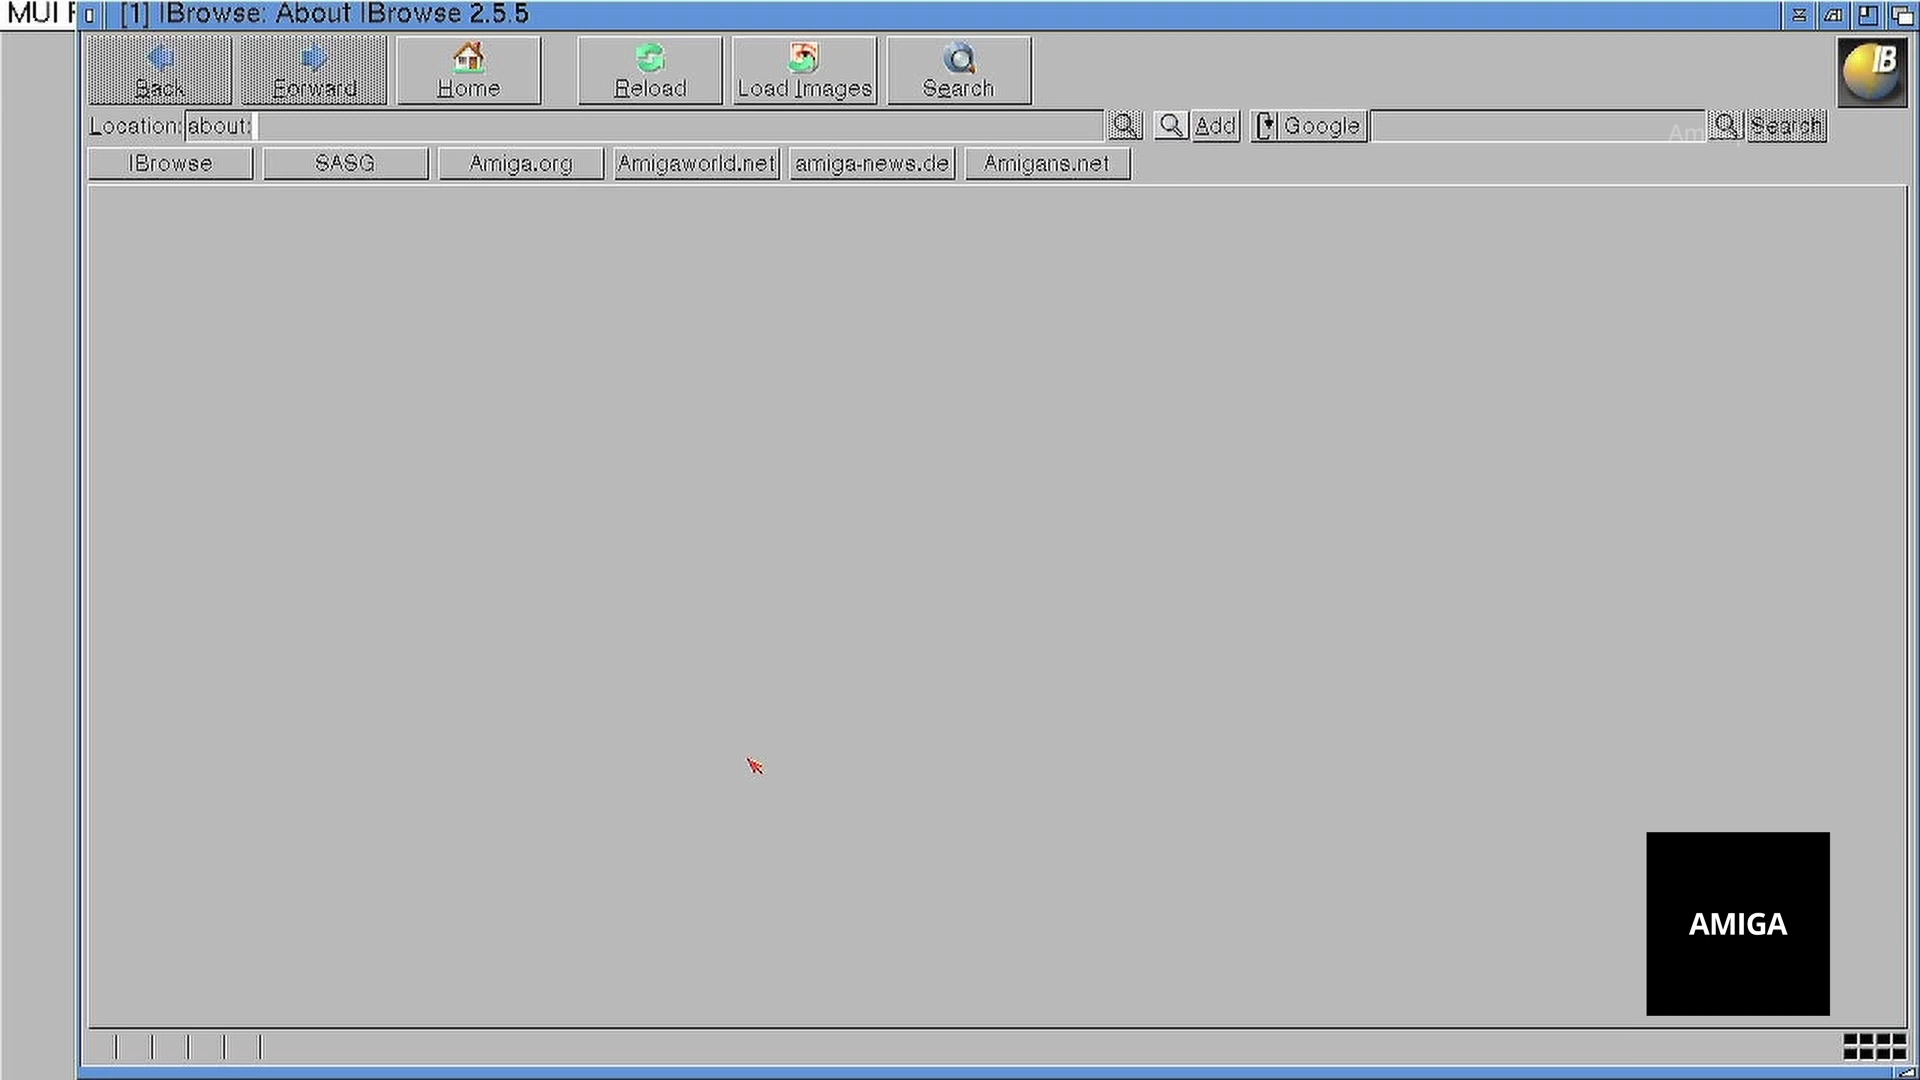 MUI
[1] IBrowse: About IBrowse 2.5.5
Back Forward Home Reload Load Images Search
Location: about: Add Google Search
IBrowse SASG Amiga.org Amigaworld.net amiga-news.de Amigans.net
IB
AMIGA